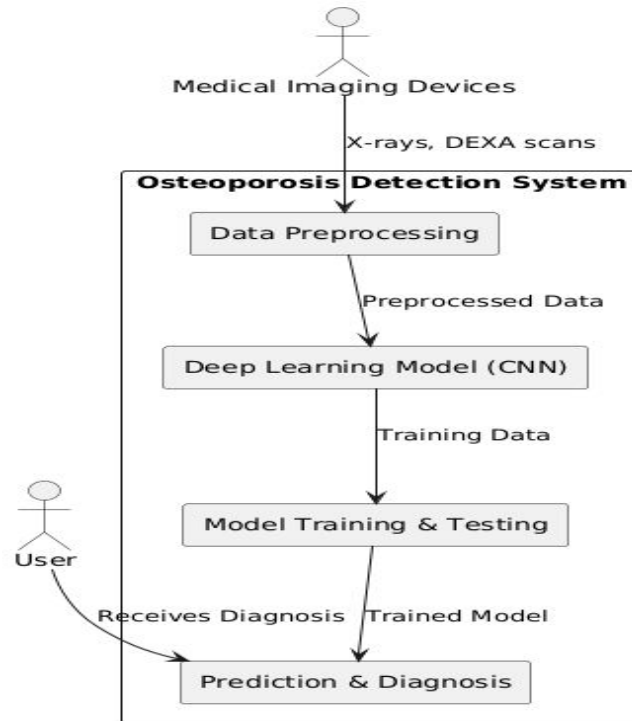 Medical Imaging Devices
X-rays, DEXA scans
Osteoporosis Detection System
Data Preprocessing
Preprocessed Data
Deep Learning Model (CNN)
Training Data
Model Training & Testing
User
Receives Diagnosis
Trained Model
Prediction & Diagnosis